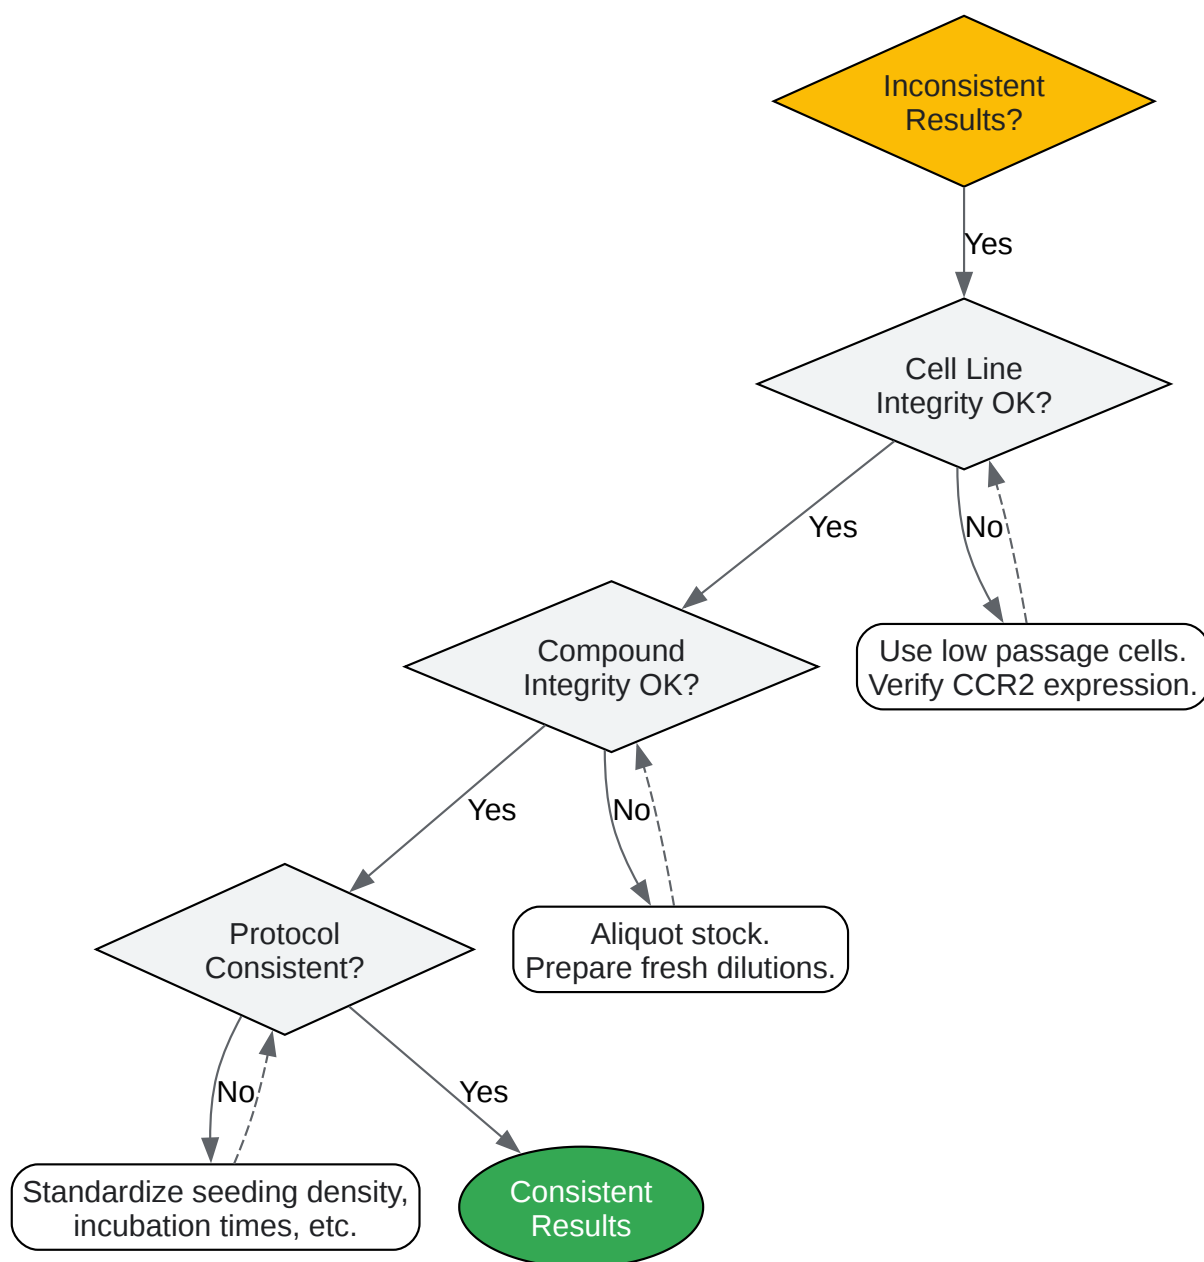 Inconsistent
Results?
Yes
Cell Line
Integrity OK?
Yes
No
Use low passage cells.
Verify CCR2 expression.
Compound
Integrity OK?
Yes
No
Aliquot stock.
Prepare fresh dilutions.
Protocol
Consistent?
No
Yes
Standardize seeding density,
incubation times, etc.
Consistent
Results